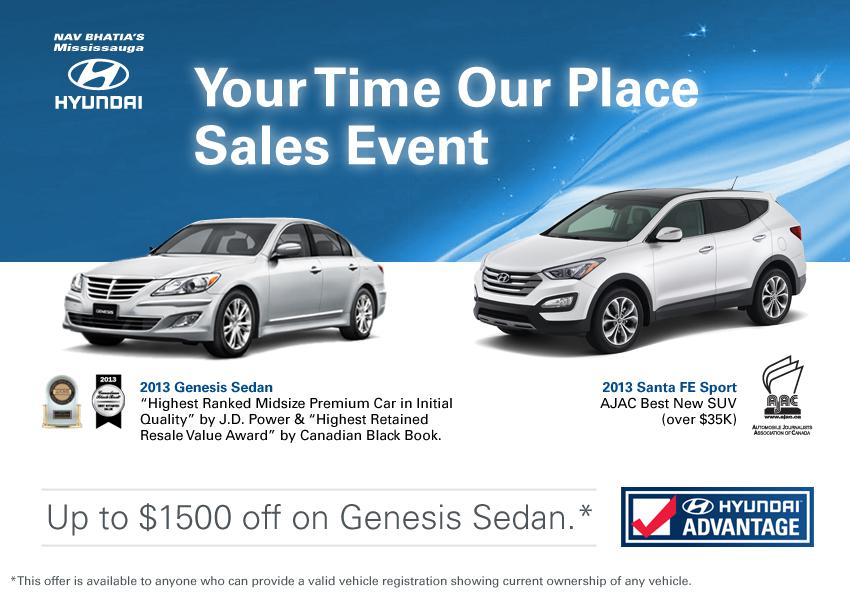 NAV BHATIA'S
Mississauga
HYUNDAI
Your Time Our Place
Sales Event
GENESIS
2013 Genesis Sedan
“Highest Ranked Midsize Premium Car in Initial
Quality” by J.D. Power & “Highest Retained
Resale Value Award” by Canadian Black Book.
2013
2013 Santa FE Sport
AJAC Best New SUV
(over $35K)
AJAC
www.ajac.ca
AUTOMOBILE JOURNALISTS
ASSOCIATION OF CANADA
Up to $1500 off on Genesis Sedan.*
HYUNDAI
ADVANTAGE™
*This offer is available to anyone who can provide a valid vehicle registration showing current ownership of any vehicle.